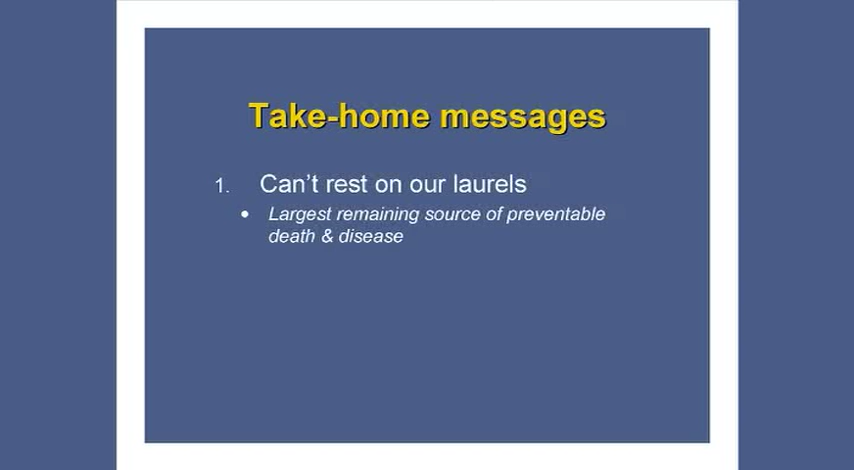 Take-home messages
1. Can't rest on our laurels
• Largest remaining source of preventable
death & disease